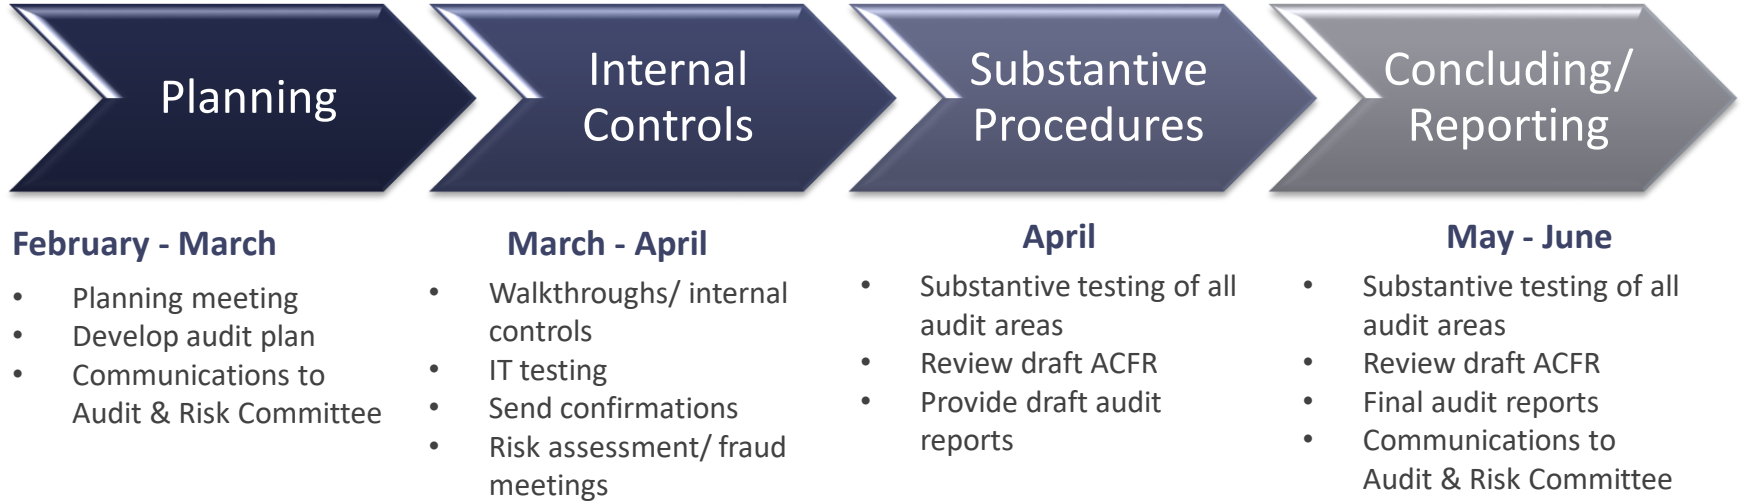 Planning
Internal
Controls
Substantive
Procedures
Concluding/
Reporting
February - March
• Planning meeting
• Develop audit plan
• Communications to
Audit & Risk Committee
March - April
• Walkthroughs/ internal
controls
• IT testing
• Send confirmations
• Risk assessment/ fraud
meetings
April
• Substantive testing of all
audit areas
• Review draft ACFR
• Provide draft audit
reports
May - June
• Substantive testing of all
audit areas
• Review draft ACFR
• Final audit reports
• Communications to
Audit & Risk Committee